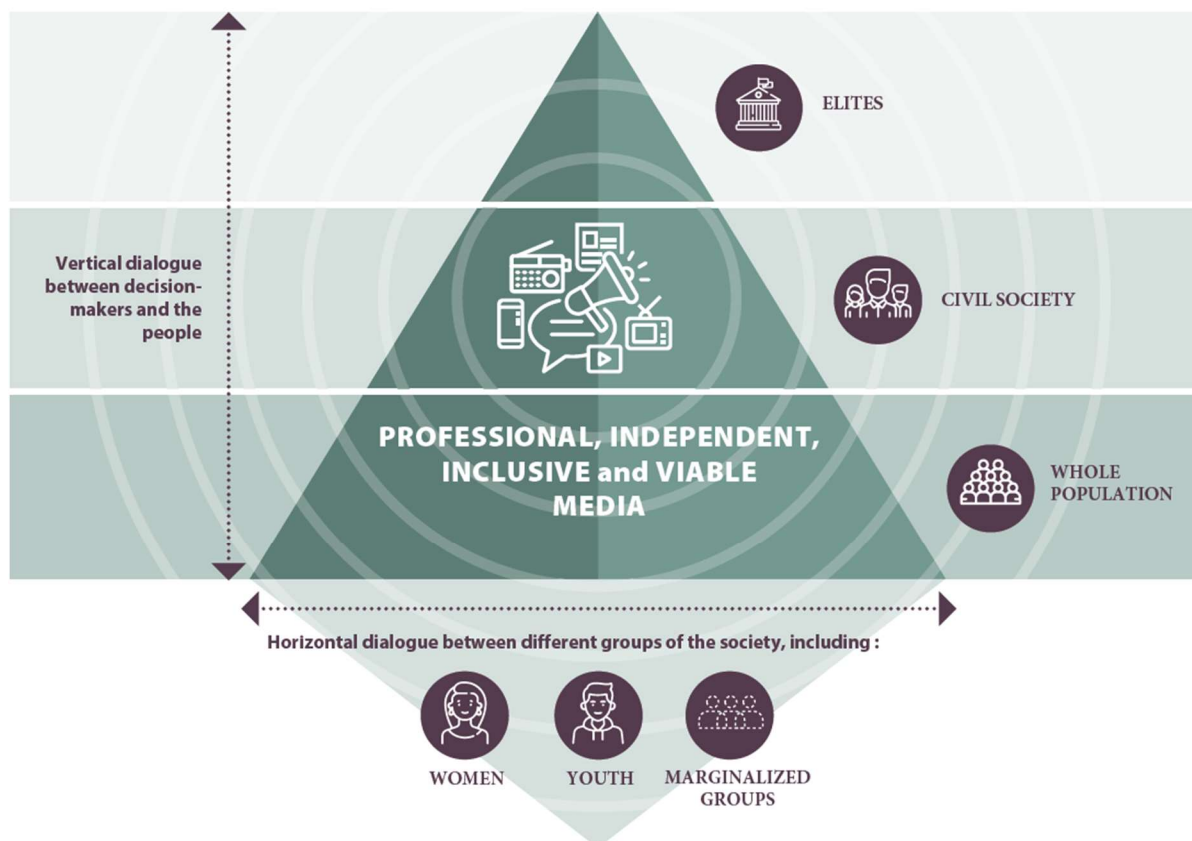 ELITES
Vertical dialogue
between decision-
makers and the
people
CIVIL SOCIETY
PROFESSIONAL, INDEPENDENT,
INCLUSIVE and VIABLE
MEDIA
WHOLE
POPULATION
Horizontal dialogue between different groups of the society, including :
WOMEN
YOUTH
MARGINALIZED
GROUPS